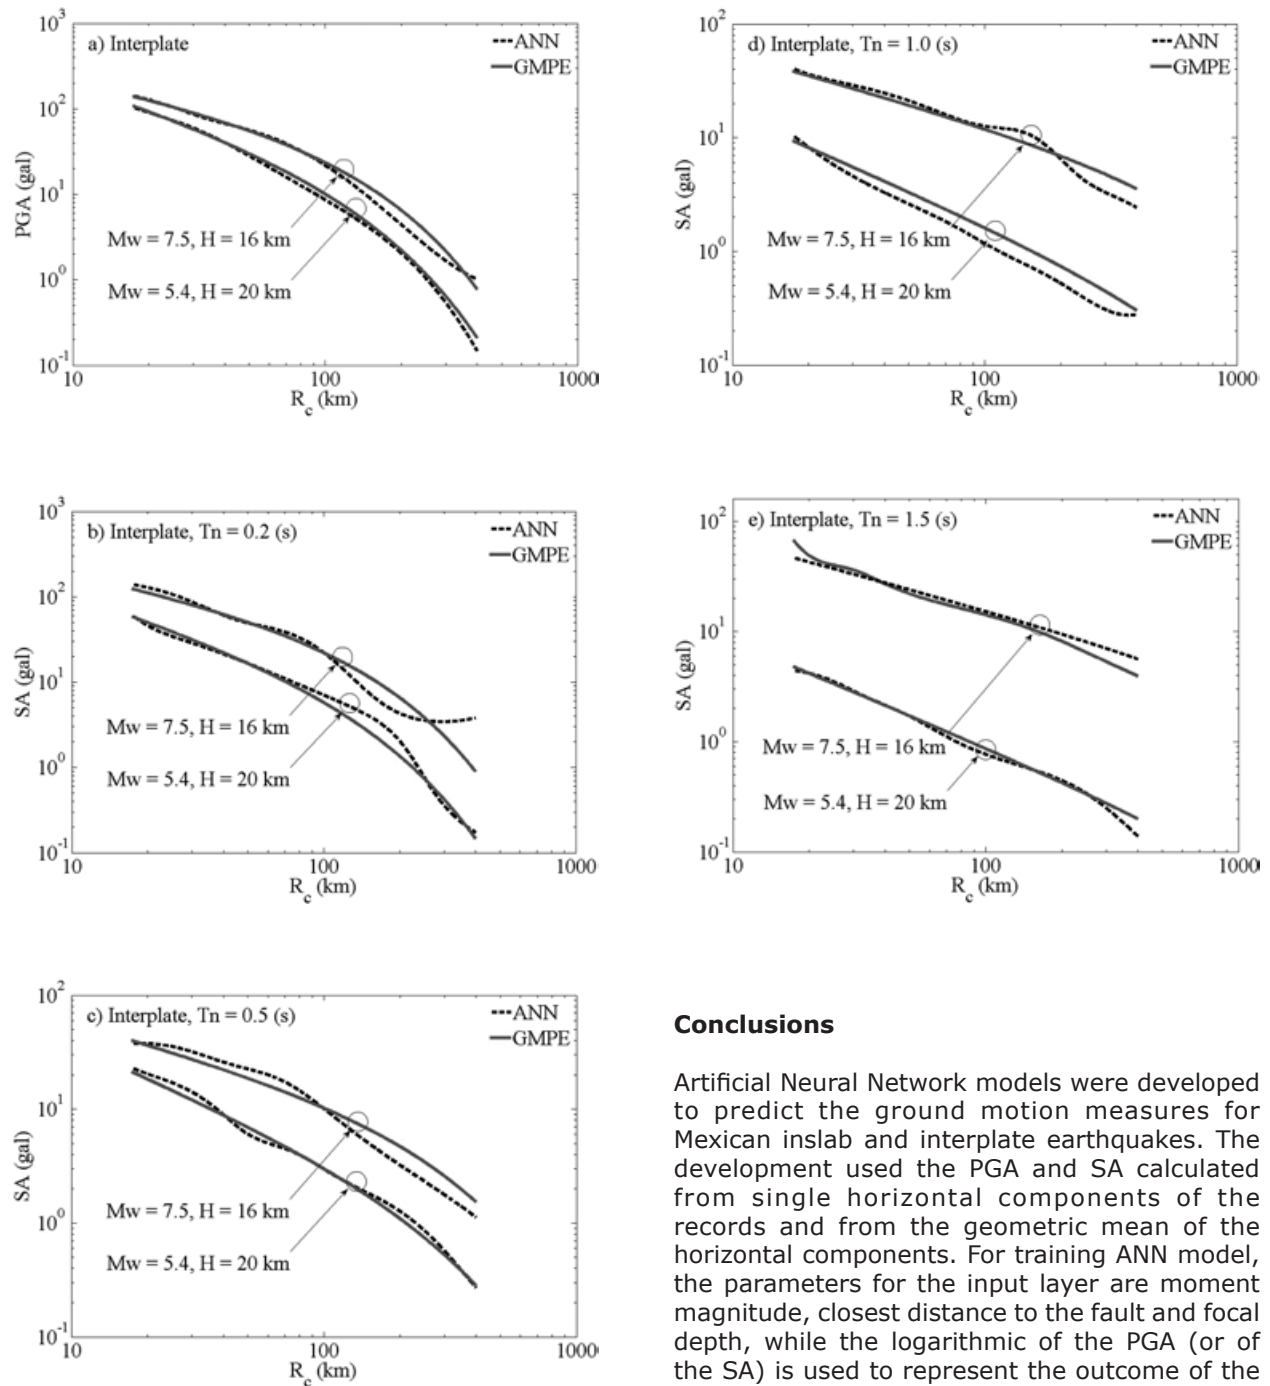 a) Interplate
ANN
GMPE
10^3
10^2
10^1
10^0
10^-1
PGA (gal)
Mw = 7.5, H = 16 km
Mw = 5.4, H = 20 km
10
100
1000
R_c (km)
b) Interplate, Tn = 0.2 (s)
ANN
GMPE
10^3
10^2
10^1
10^0
10^-1
SA (gal)
Mw = 7.5, H = 16 km
Mw = 5.4, H = 20 km
10
100
1000
R_c (km)
c) Interplate, Tn = 0.5 (s)
ANN
GMPE
10^2
10^1
10^0
10^-1
SA (gal)
Mw = 7.5, H = 16 km
Mw = 5.4, H = 20 km
10
100
1000
R_c (km)
d) Interplate, Tn = 1.0 (s)
ANN
GMPE
10^2
10^1
10^0
10^-1
SA (gal)
Mw = 7.5, H = 16 km
Mw = 5.4, H = 20 km
10
100
1000
R_c (km)
e) Interplate, Tn = 1.5 (s)
ANN
GMPE
10^2
10^1
10^0
10^-1
SA (gal)
Mw = 7.5, H = 16 km
Mw = 5.4, H = 20 km
10
100
1000
R_c (km)
Conclusions
Artificial Neural Network models were developed
to predict the ground motion measures for
Mexican inslab and interplate earthquakes. The
development used the PGA and SA calculated
from single horizontal components of the
records and from the geometric mean of the
horizontal components. For training ANN model,
the parameters for the input layer are moment
magnitude, closest distance to the fault and focal
depth, while the logarithmic of the PGA (or of
the SA) is used to represent the outcome of the